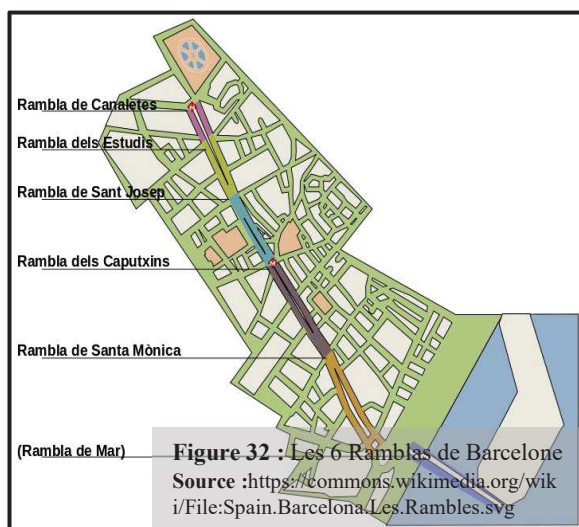 Rambla de Canaletes
M
Rambla dels Estudis
Rambla de Sant Josep
Rambla dels Caputxins
M
Rambla de Santa Mònica
(Rambla de Mar)
Figure 32 : Les 6 Ramblas de Barcelone
Source :https://commons.wikimedia.org/wik
i/File:Spain.Barcelona.Les.Rambles.svg